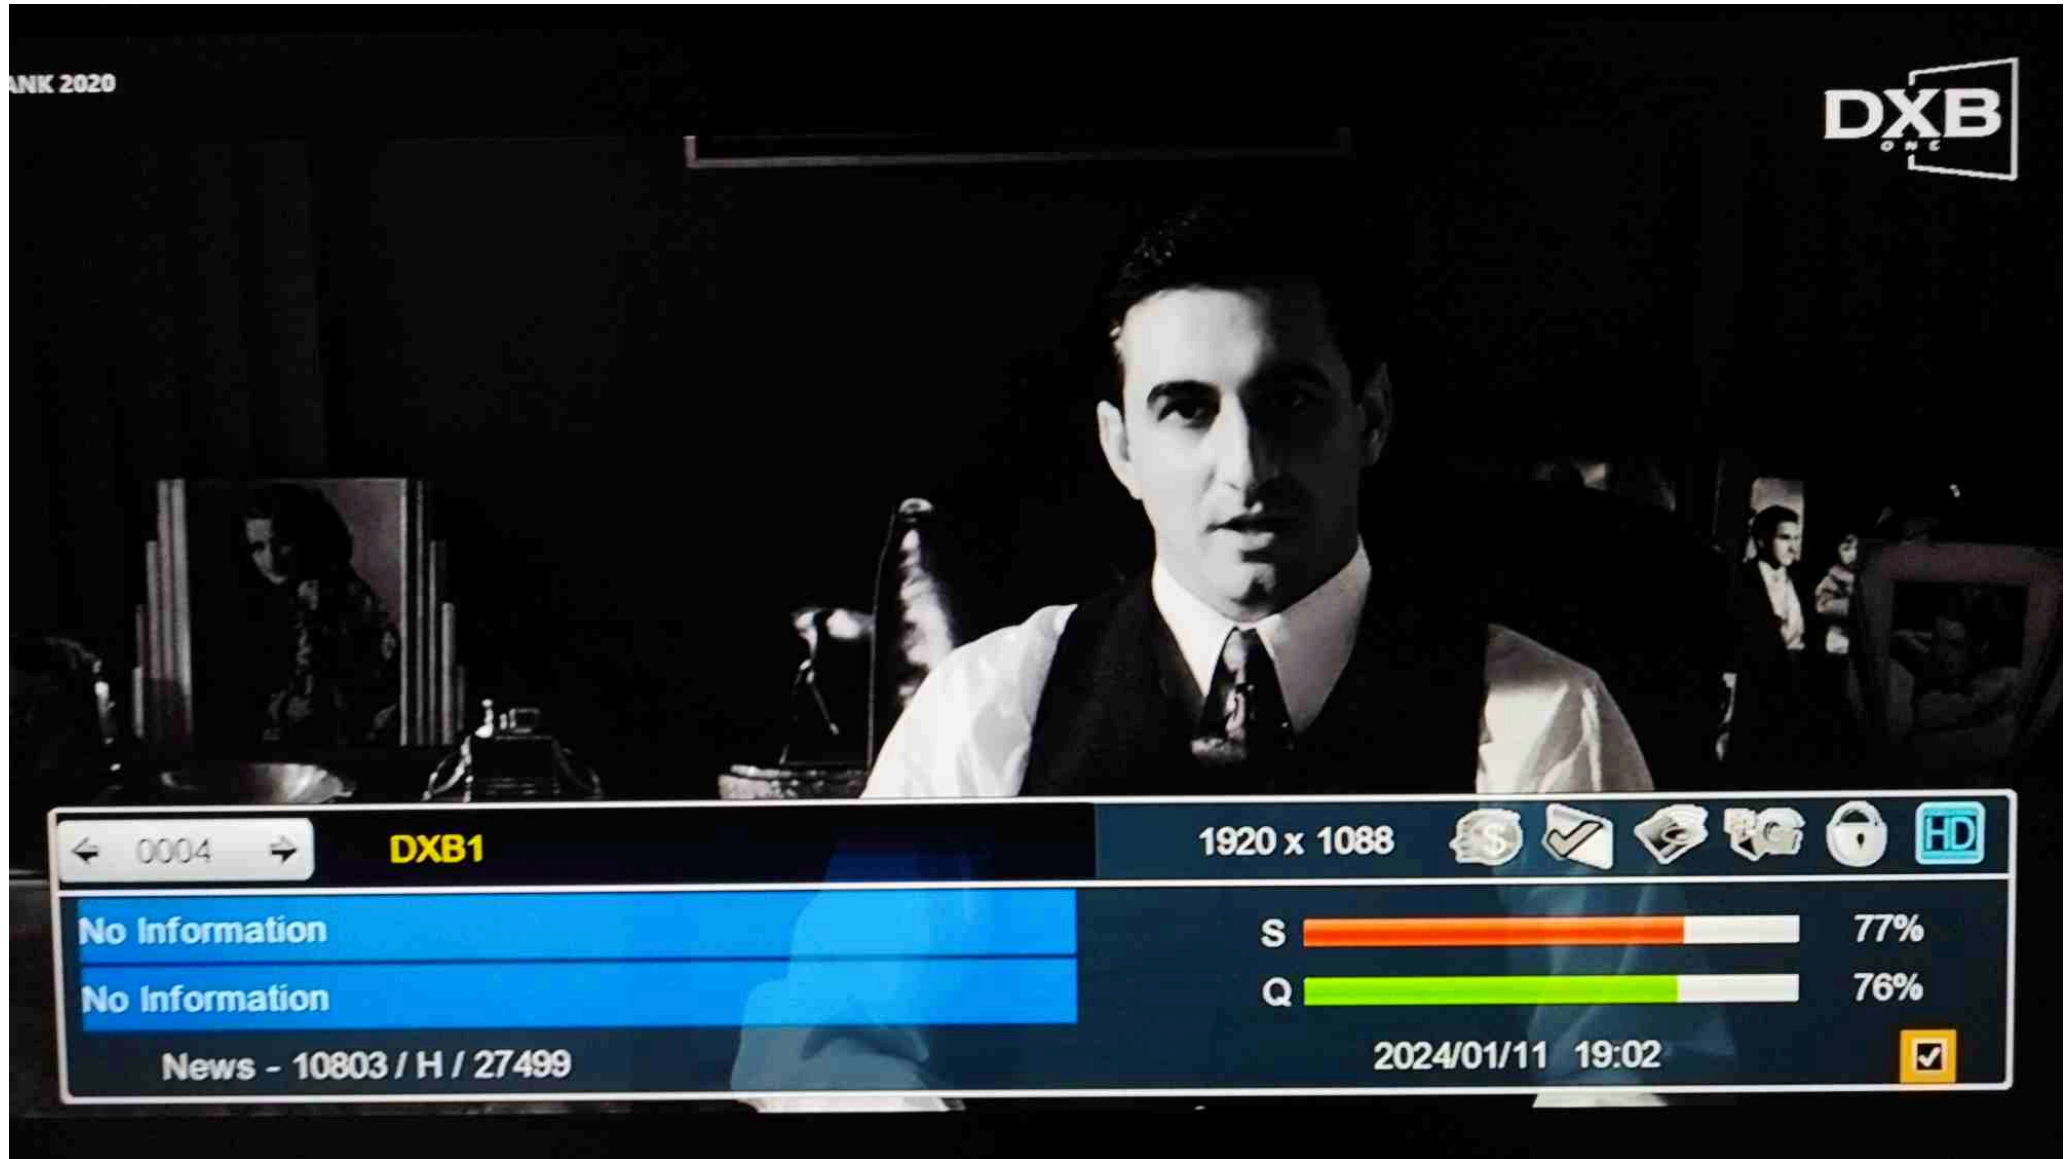 ANK 2020
DXB
ONE
0004
DXB1
1920 x 1088
$
HD
No Information
No Information
S
77%
Q
76%
News - 10803 / H / 27499
2024/01/11 19:02